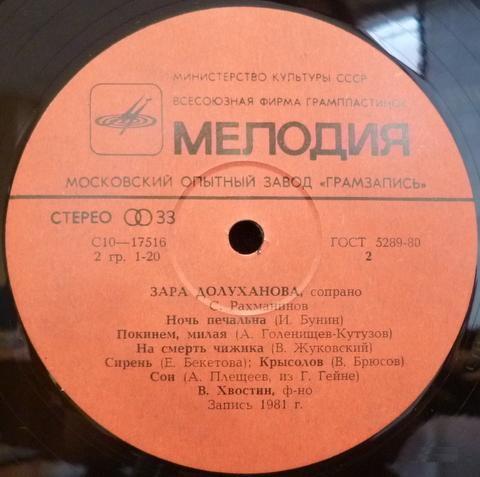 МИНИСТЕРСТВО КУЛЬТУРЫ СССР
ВСЕСОЮЗНАЯ ФИРМА ГРАМПЛАСТИНОК
МЕЛОДИЯ
МОСКОВСКИЙ ОПЫТНЫЙ ЗАВОД «ГРАМЗАПИСЬ»
СТЕРЕО 33
С10—17516 ГОСТ 5289-80
2 гр. 1-20 2
ЗАРА ДОЛУХАНОВА, сопрано
С. Рахманинов
Ночь печальна (И. Бунин)
Покинем, милая (А. Голенищев-Кутузов)
На смерть чижика (В. Жуковский)
Сирень (Е. Бекетова); Крысолов (В. Брюсов)
Сон (А. Плещеев, из Г. Гейне)
В. Хвостин, ф-но
Запись 1981 г.